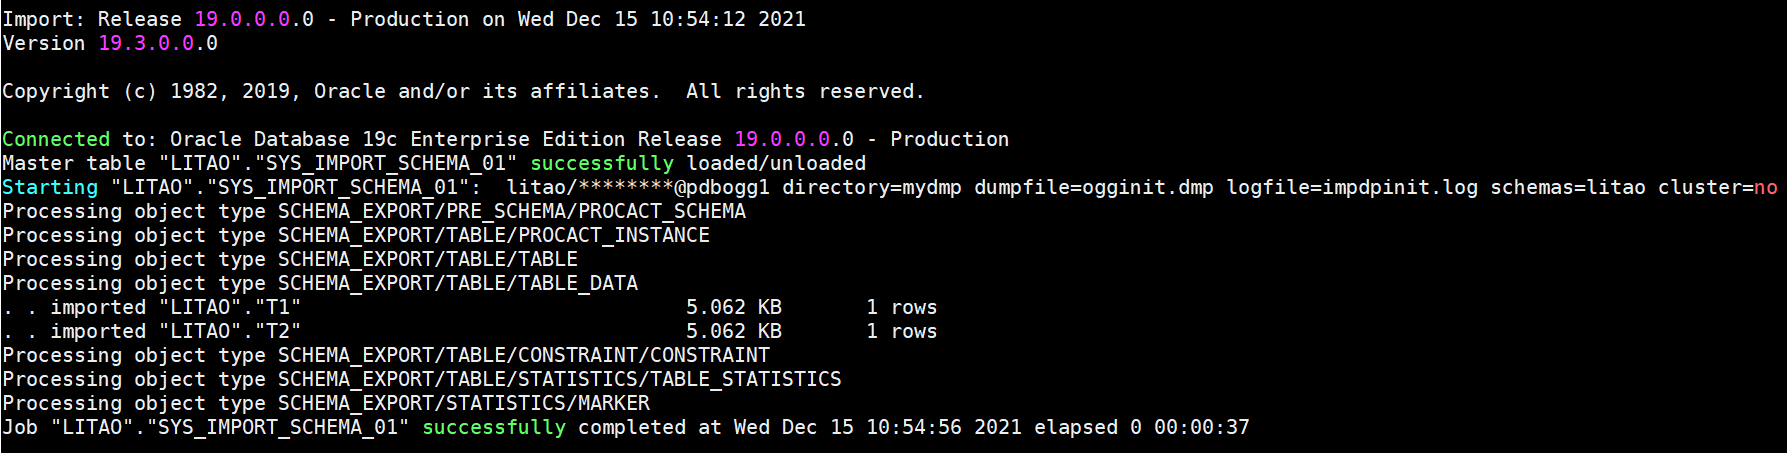 Import: Release 19.0.0.0.0 - Production on Wed Dec 15 10:54:12 2021
Version 19.3.0.0.0
Copyright (c) 1982, 2019, Oracle and/or its affiliates.  All rights reserved.
Connected to: Oracle Database 19c Enterprise Edition Release 19.0.0.0.0 - Production
Master table "LITAO"."SYS_IMPORT_SCHEMA_01" successfully loaded/unloaded
Starting "LITAO"."SYS_IMPORT_SCHEMA_01":  litao/********@pdbogg1 directory=mydmp dumpfile=ogginit.dmp logfile=impdpinit.log schemas=litao cluster=no
Processing object type SCHEMA_EXPORT/PRE_SCHEMA/PROCACT_SCHEMA
Processing object type SCHEMA_EXPORT/TABLE/PROCACT_INSTANCE
Processing object type SCHEMA_EXPORT/TABLE/TABLE
Processing object type SCHEMA_EXPORT/TABLE/TABLE_DATA
. . imported "LITAO"."T1"                                5.062 KB       1 rows
. . imported "LITAO"."T2"                                5.062 KB       1 rows
Processing object type SCHEMA_EXPORT/TABLE/CONSTRAINT/CONSTRAINT
Processing object type SCHEMA_EXPORT/TABLE/STATISTICS/TABLE_STATISTICS
Processing object type SCHEMA_EXPORT/STATISTICS/MARKER
Job "LITAO"."SYS_IMPORT_SCHEMA_01" successfully completed at Wed Dec 15 10:54:56 2021 elapsed 0 00:00:37